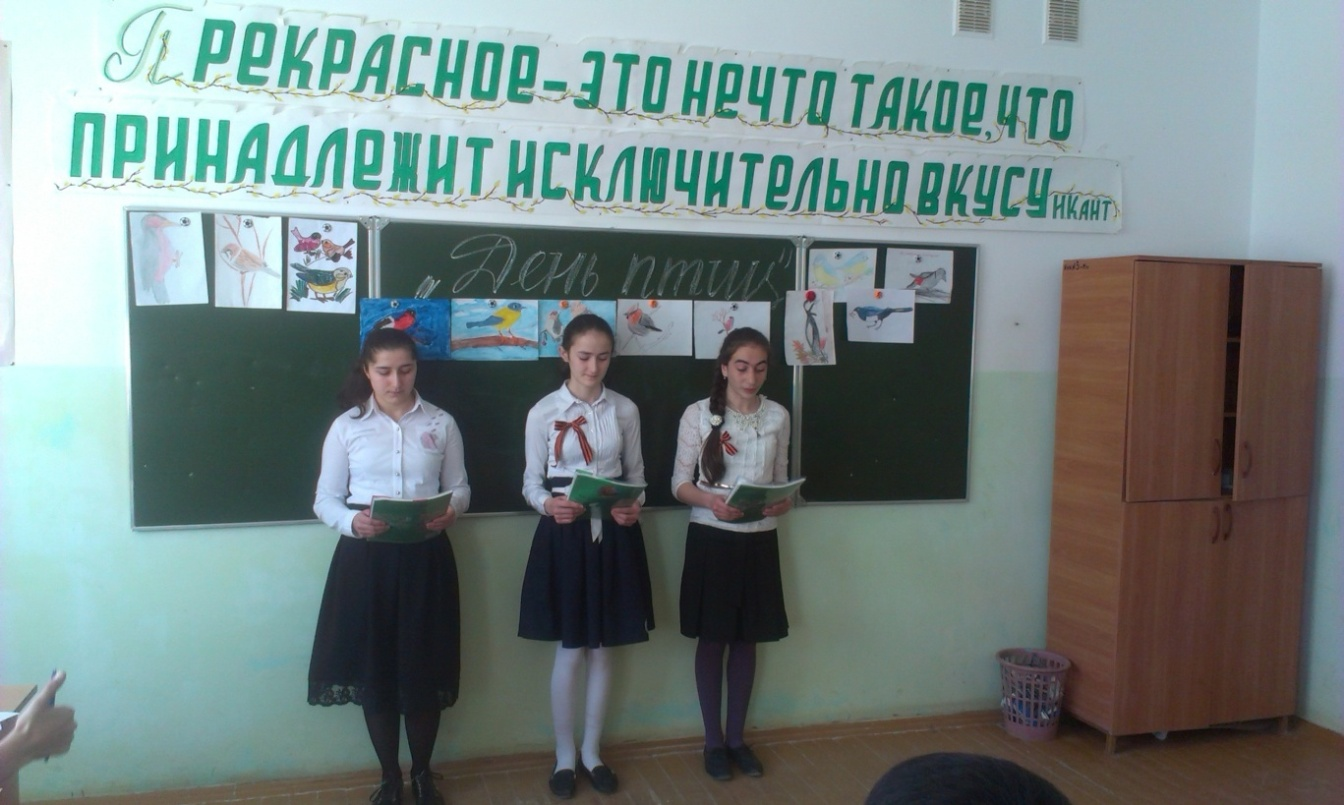 ПРЕКРАСНОЕ-ЭТО НЕЧТО ТАКОЕ, ЧТО
ПРИНАДЛЕЖИТ ИСКЛЮЧИТЕЛЬНО ВКУСУ
И КАНТ
„День птиц"